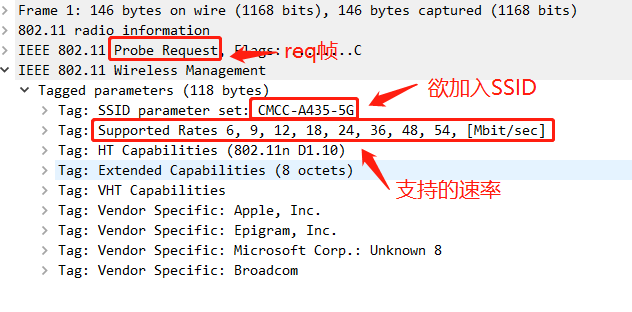 Frame 1: 146 bytes on wire (1168 bits), 146 bytes captured (1168 bits)
802.11 radio information
IEEE 802.11 Probe Request, Flags: ........C
req帧
IEEE 802.11 Wireless Management
Tagged parameters (118 bytes)
欲加入SSID
Tag: SSID parameter set: CMCC-A435-5G
Tag: Supported Rates 6, 9, 12, 18, 24, 36, 48, 54, [Mbit/sec]
Tag: HT Capabilities (802.11n D1.10)
Tag: Extended Capabilities (8 octets)
支持的速率
Tag: VHT Capabilities
Tag: Vendor Specific: Apple, Inc.
Tag: Vendor Specific: Epigram, Inc.
Tag: Vendor Specific: Microsoft Corp.: Unknown 8
Tag: Vendor Specific: Broadcom